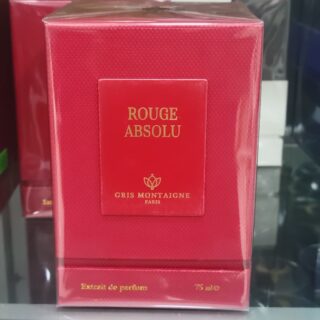 ROUGE
ABSOLU
GRIS MONTAIGNE
PARIS
Extrait de parfum 75 ml